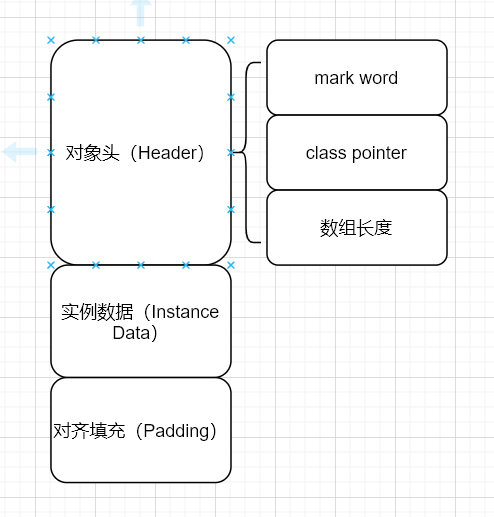 对象头（Header）
mark word
class pointer
数组长度
实例数据（Instance
Data）
对齐填充（Padding）